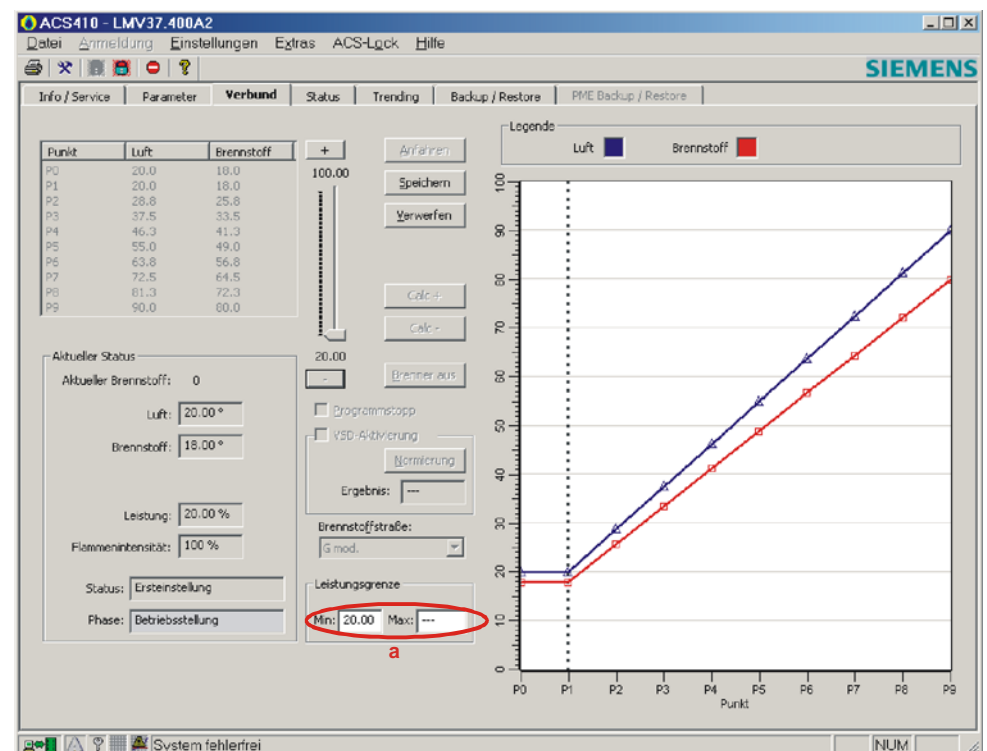 ACS410 - LMV37.400A2
Datei Anmeldung Einstellungen Extras ACS-Lock Hilfe
SIEMENS
Info / Service Parameter Verbund Status Trending Backup / Restore PME Backup / Restore
Punkt Luft Brennstoff
P0 20.0 18.0
P1 20.0 18.0
P2 28.8 25.8
P3 37.5 33.5
P4 46.3 41.3
P5 55.0 49.0
P6 63.8 56.8
P7 72.5 64.5
P8 81.3 72.3
P9 90.0 80.0
+
100.00
20.00
-
Anfahren
Speichern
Verwerfen
Calc +
Calc -
Brenner aus
Aktueller Status
Aktueller Brennstoff: 0
Luft: 20.00 °
Brennstoff: 18.00 °
Leistung: 20.00 %
Flammenintensität: 100 %
Status: Ersteinstellung
Phase: Betriebsstellung
Programmstopp
VSD-Aktivierung
Normierung
Ergebnis: ---
Brennstoffstraße:
G mod.
Leistungsgrenze
Min: 20.00 Max: ---
a
Legende
Luft Brennstoff
100
90
80
70
60
50
40
30
20
10
0
P0 P1 P2 P3 P4 P5 P6 P7 P8 P9
Punkt
System fehlerfrei
NUM